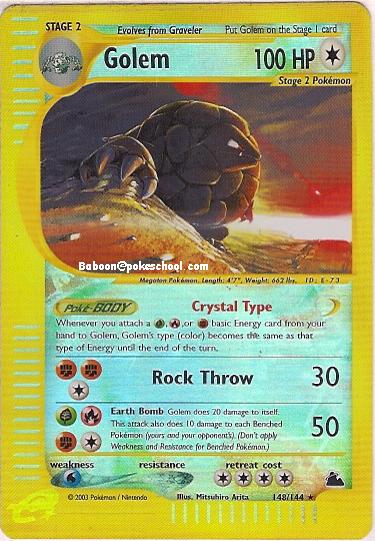 STAGE 2 Evolves from Graveler Put Golem on the Stage 1 card
Golem 100 HP
Stage 2 Pokémon
Baboon@pokeschool.com
Megaton Pokémon. Length: 4'7", Weight: 662 lbs. ID: E-73
Poké-BODY Crystal Type
Whenever you attach a , , or basic Energy card from your
hand to Golem, Golem's type (color) becomes the same as that
type of Energy until the end of the turn.
Rock Throw 30
Earth Bomb Golem does 20 damage to itself.
This attack also does 10 damage to each Benched
Pokémon (yours and your opponent's). (Don't apply
Weakness and Resistance for Benched Pokémon.)
50
weakness resistance retreat cost
© 2003 Pokémon / Nintendo Illus. Mitsuhiro Arita 148/144 ★